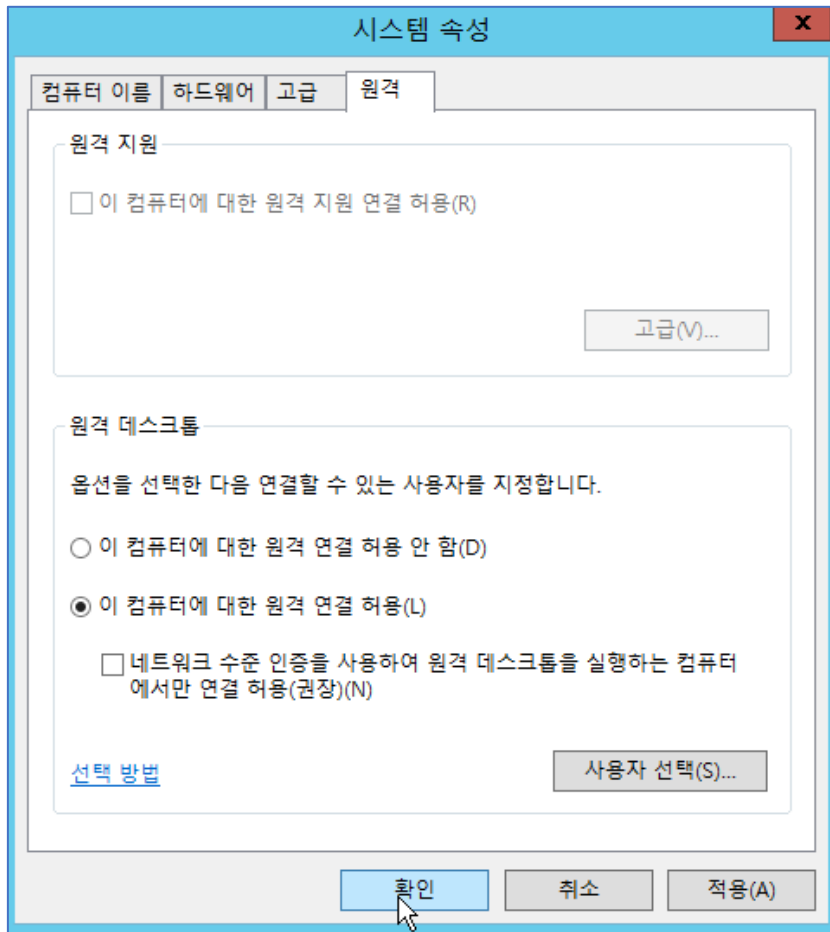 시스템 속성
x
컴퓨터 이름 하드웨어 고급 원격
원격 지원
이 컴퓨터에 대한 원격 지원 연결 허용(R)
고급(V)...
원격 데스크톱
옵션을 선택한 다음 연결할 수 있는 사용자를 지정합니다.
이 컴퓨터에 대한 원격 연결 허용 안 함(D)
이 컴퓨터에 대한 원격 연결 허용(L)
네트워크 수준 인증을 사용하여 원격 데스크톱을 실행하는 컴퓨터
에서만 연결 허용(권장)(N)
선택 방법
사용자 선택(S)...
확인 취소 적용(A)